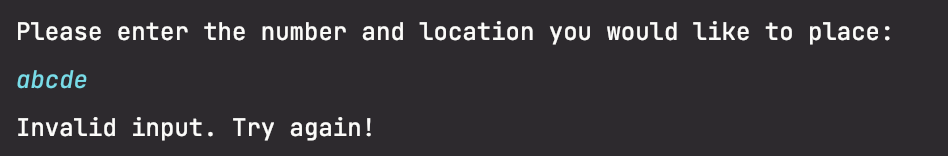 Please enter the number and location you would like to place:
abcde
Invalid input. Try again!